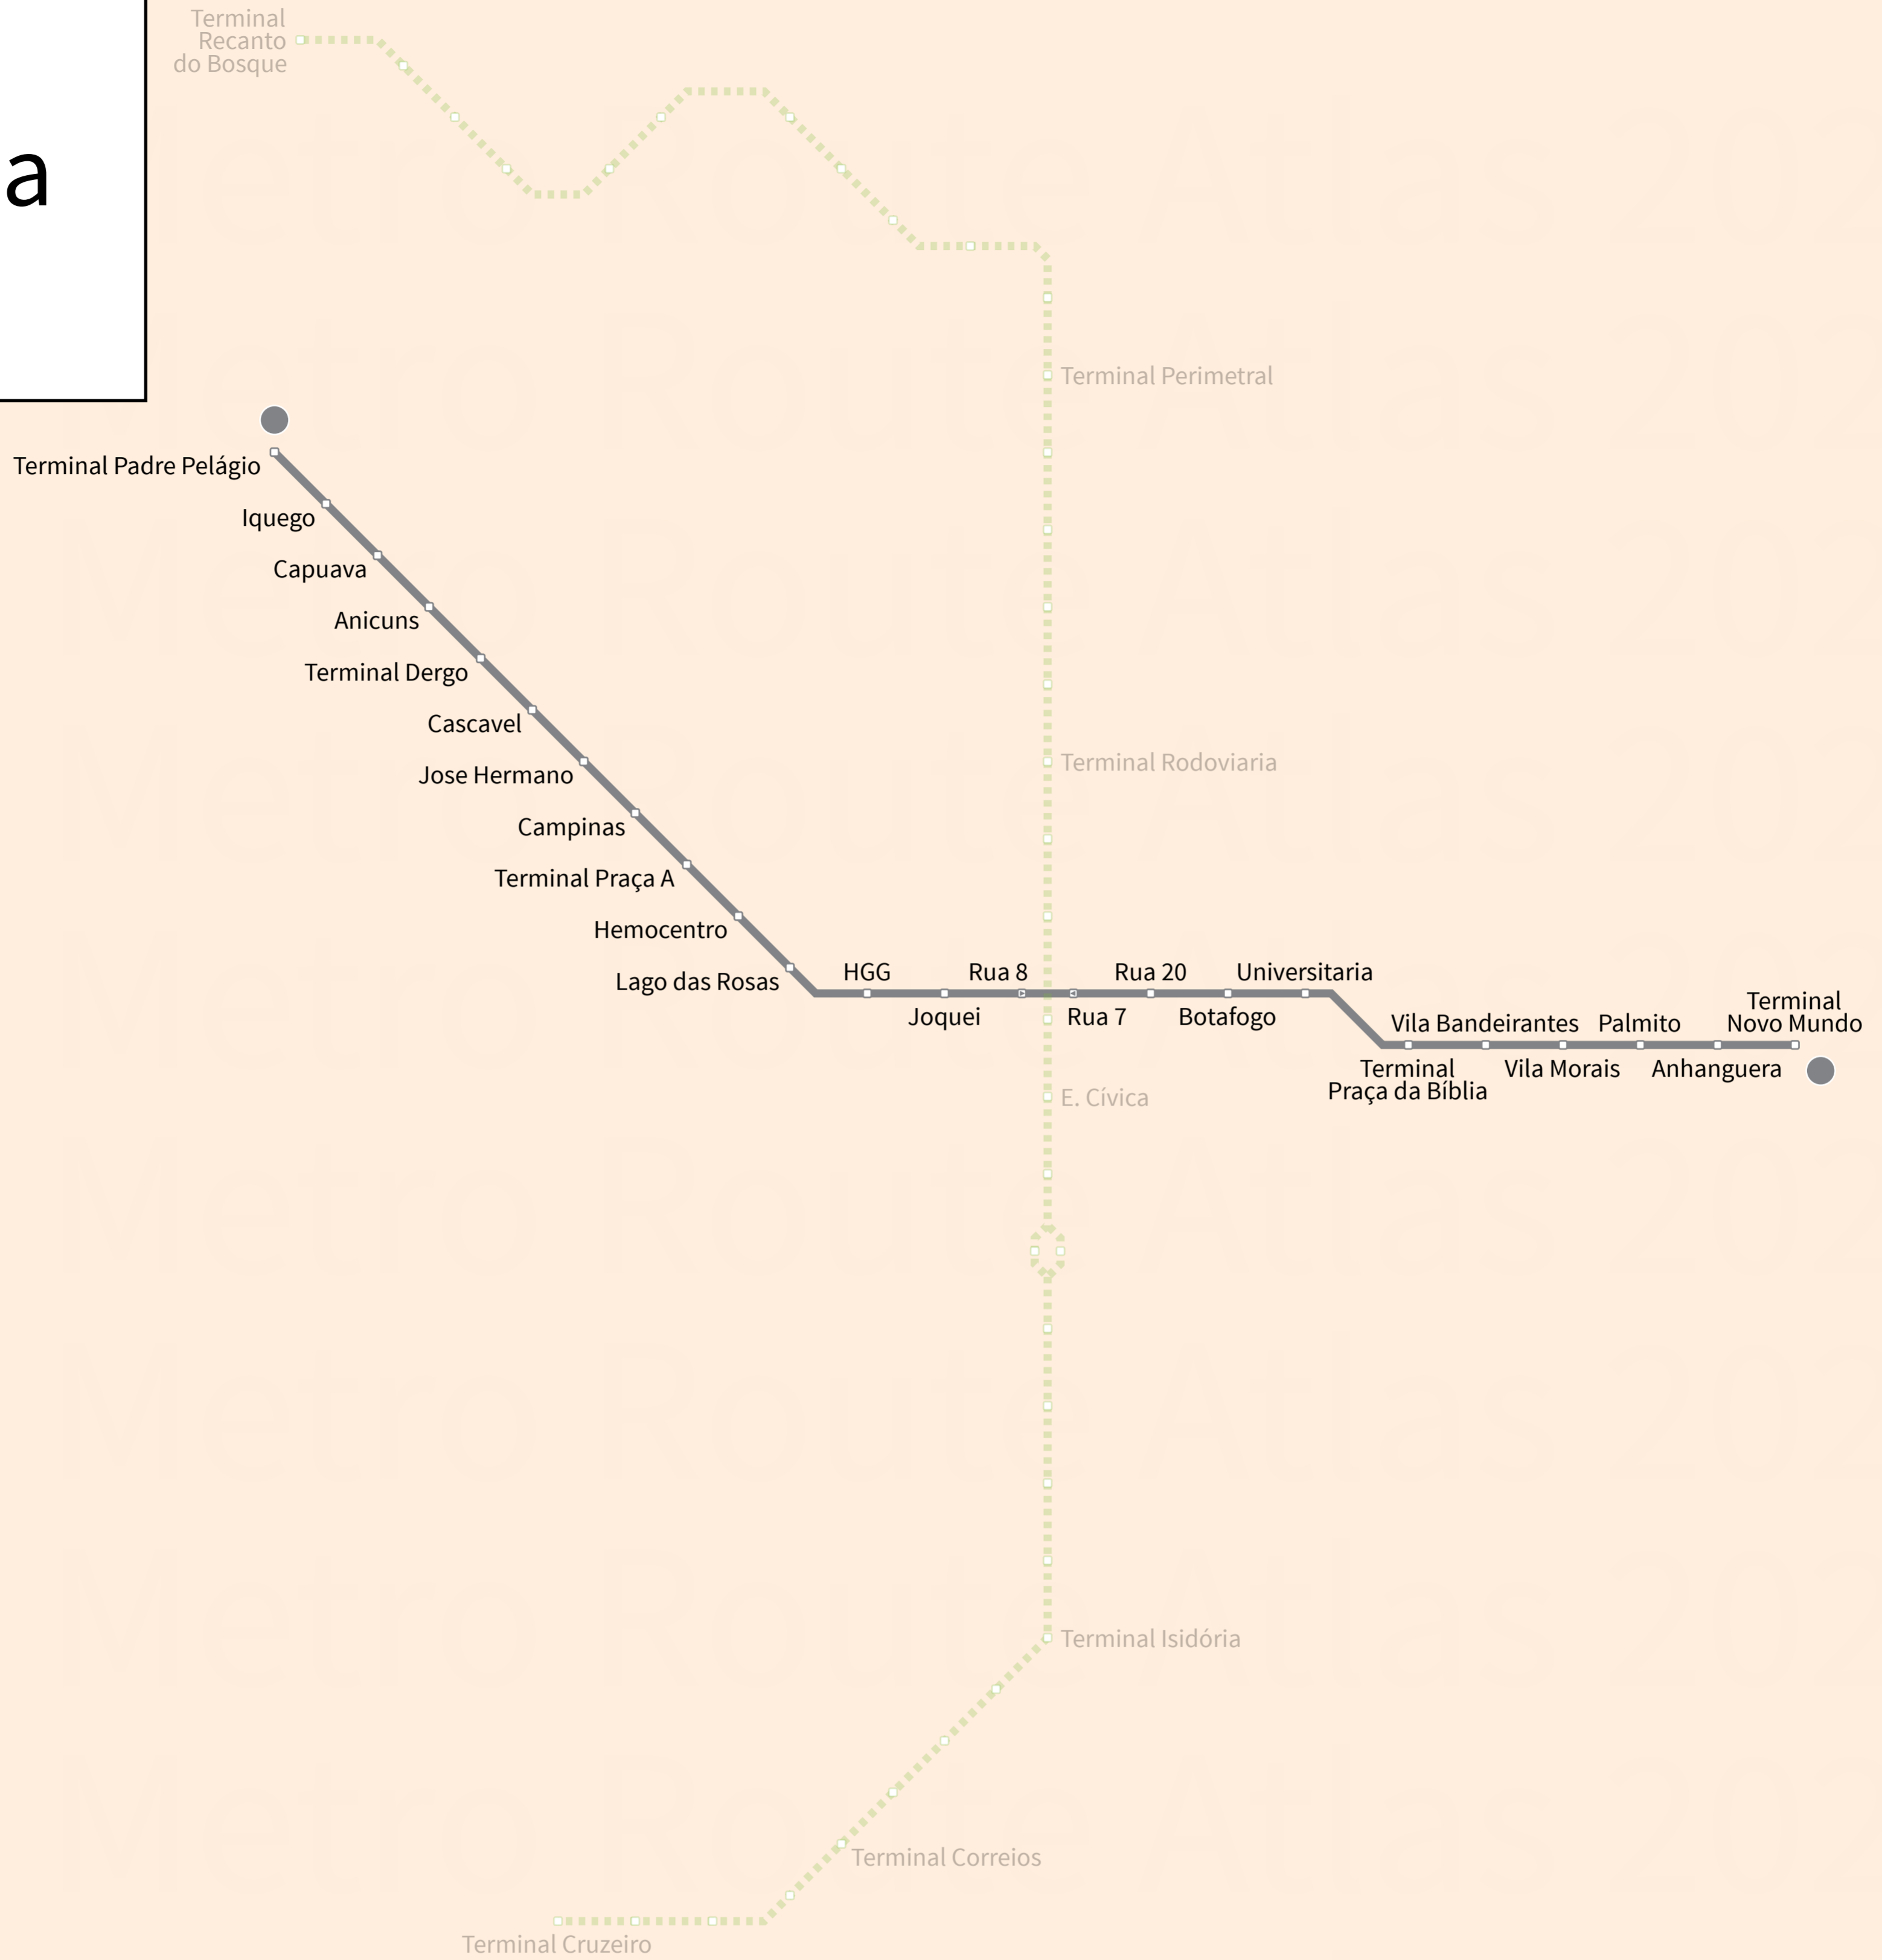 Terminal
Recanto
do Bosque
a
Terminal Perimetral
Terminal Padre Pelágio
Iquego
Capuava
Anicuns
Terminal Dergo
Cascavel
Terminal Rodoviaria
Jose Hermano
Campinas
Terminal Praça A
Hemocentro
Lago das Rosas
HGG
Joquei
Rua 8
Rua 7
Rua 20
Botafogo
Universitaria
Terminal
Praça da Bíblia
Vila Bandeirantes
Vila Morais
Palmito
Anhanguera
Terminal
Novo Mundo
E. Cívica
Terminal Isidória
Terminal Correios
Terminal Cruzeiro